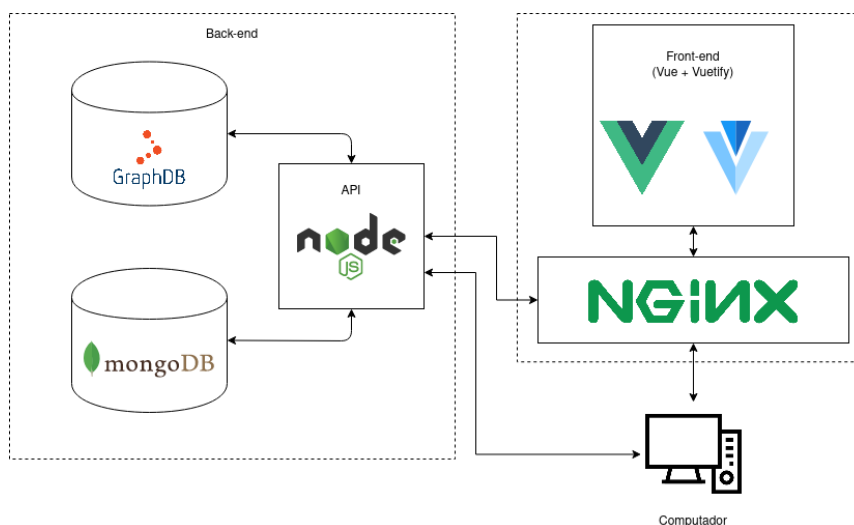 Back-end
GraphDB
API
node
JS
mongoDB
Front-end
(Vue + Vuetify)
NGiNX
Computador